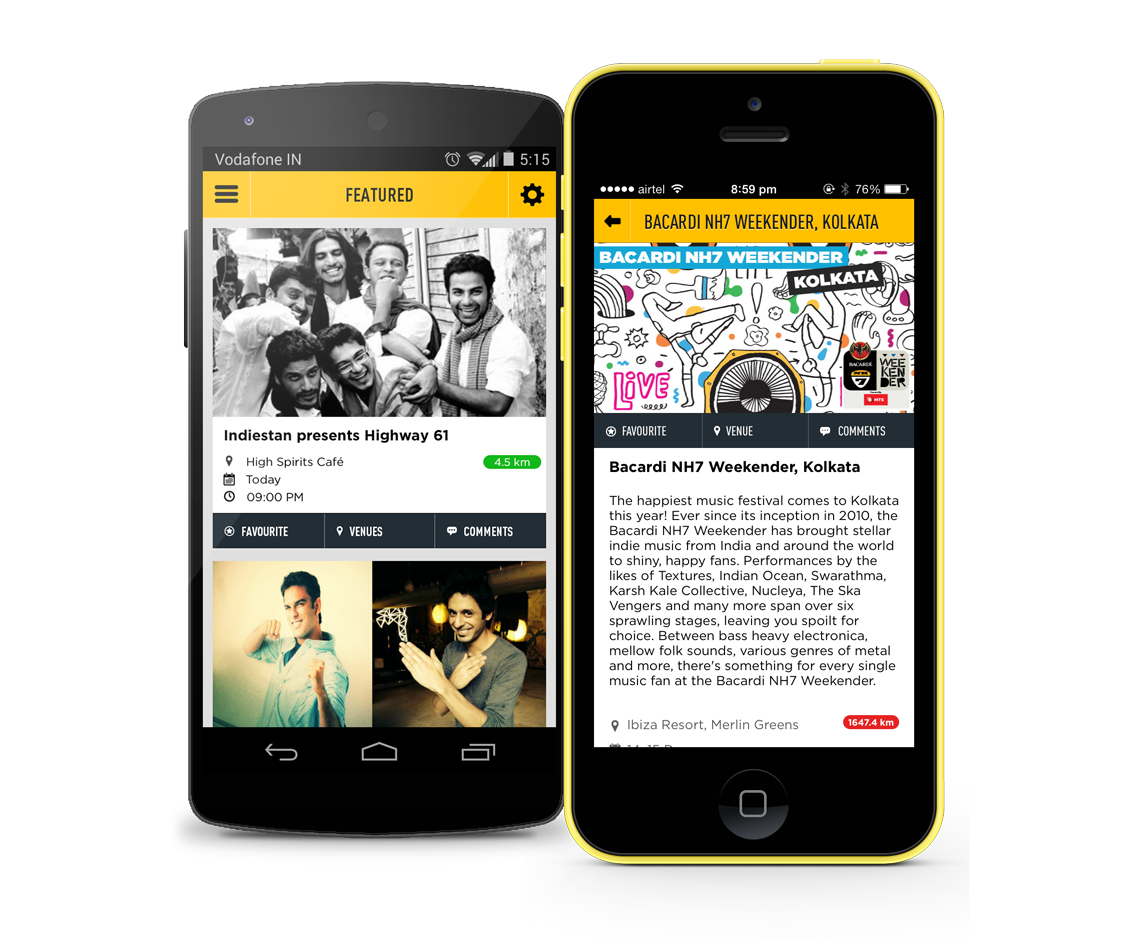 Vodafone IN 5:15
FEATURED
Indiestan presents Highway 61
High Spirits Café 4.5 km
Today
09:00 PM
FAVOURITE VENUES COMMENTS
airtel 8:59 pm 76%
BACARDI NH7 WEEKENDER, KOLKATA
BACARDI NH7 WEEKENDER
KOLKATA
LIVE
BACARDÍ
WEEKENDER
MTS
FAVOURITE VENUE COMMENTS
Bacardi NH7 Weekender, Kolkata
The happiest music festival comes to Kolkata
this year! Ever since its inception in 2010, the
Bacardi NH7 Weekender has brought stellar
indie music from India and around the world
to shiny, happy fans. Performances by the
likes of Textures, Indian Ocean, Swarathma,
Karsh Kale Collective, Nucleya, The Ska
Vengers and many more span over six
sprawling stages, leaving you spoilt for
choice. Between bass heavy electronica,
mellow folk sounds, various genres of metal
and more, there's something for every single
music fan at the Bacardi NH7 Weekender.
Ibiza Resort, Merlin Greens 1647.4 km